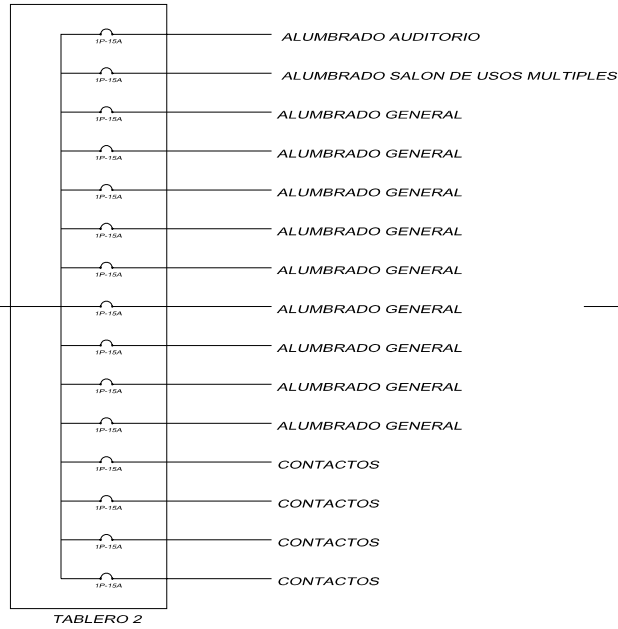 1P-15A ALUMBRADO AUDITORIO
1P-15A ALUMBRADO SALON DE USOS MULTIPLES
1P-15A ALUMBRADO GENERAL
1P-15A ALUMBRADO GENERAL
1P-15A ALUMBRADO GENERAL
1P-15A ALUMBRADO GENERAL
1P-15A ALUMBRADO GENERAL
1P-15A ALUMBRADO GENERAL
1P-15A ALUMBRADO GENERAL
1P-15A ALUMBRADO GENERAL
1P-15A ALUMBRADO GENERAL
1P-15A CONTACTOS
1P-15A CONTACTOS
1P-15A CONTACTOS
1P-15A CONTACTOS
TABLERO 2